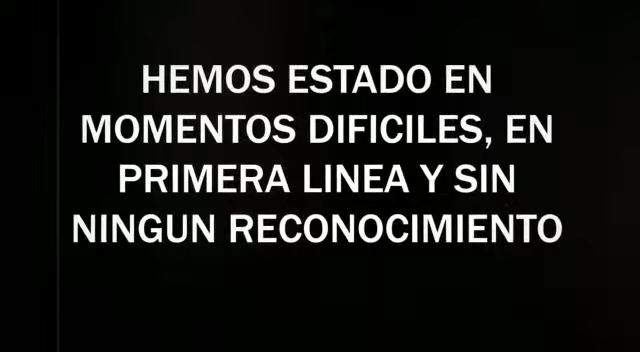 HEMOS ESTADO EN
MOMENTOS DIFICILES, EN
PRIMERA LINEA Y SIN
NINGUN RECONOCIMIENTO